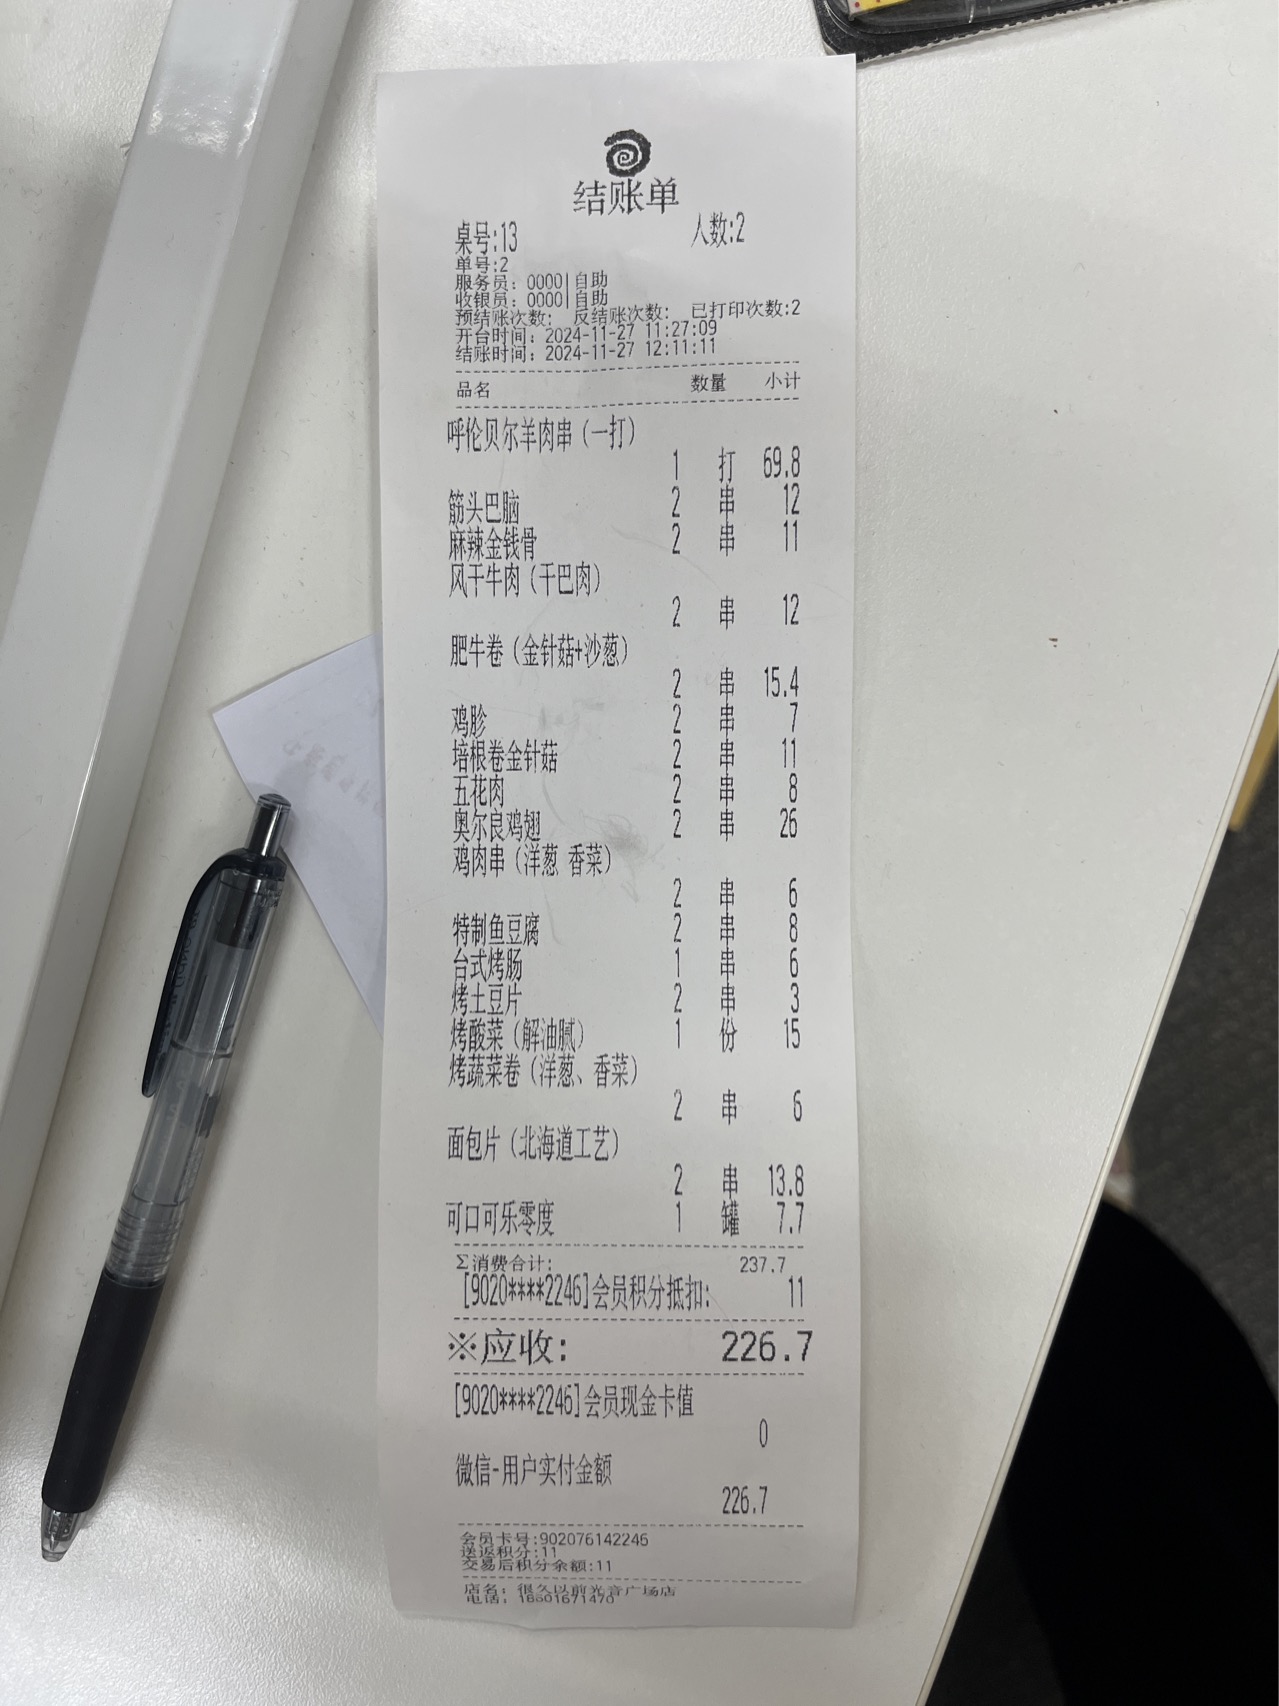 结账单
桌号:13 人数:2
单号:2
服务员: 0000|自助
收银员: 0000|自助
预结账次数: 反结账次数: 已打印次数:2
开台时间: 2024-11-27 11:27:09
结账时间: 2024-11-27 12:11:11
品名 数量 小计
呼伦贝尔羊肉串(一打)
1 打 69.8
筋头巴脑 2 串 12
麻辣金钱骨 2 串 11
风干牛肉(干巴肉)
2 串 12
肥牛卷(金针菇+沙葱)
2 串 15.4
鸡胗 2 串 7
培根卷金针菇 2 串 11
五花肉 2 串 8
奥尔良鸡翅 2 串 26
鸡肉串(洋葱 香菜)
2 串 6
特制鱼豆腐 2 串 8
台式烤肠 1 串 6
烤土豆片 2 串 3
烤酸菜(解油腻) 1 份 15
烤蔬菜卷(洋葱、香菜)
2 串 6
面包片(北海道工艺)
2 串 13.8
可口可乐零度 1 罐 7.7
Σ消费合计: 237.7
[9020****2246]会员积分抵扣: 11
※应收: 226.7
[9020****2246]会员现金卡值
0
微信-用户实付金额
226.7
会员卡号:902076142246
送返积分:11
交易后积分余额:11
店名: 很久以前光音广场店
电话: 18501671470